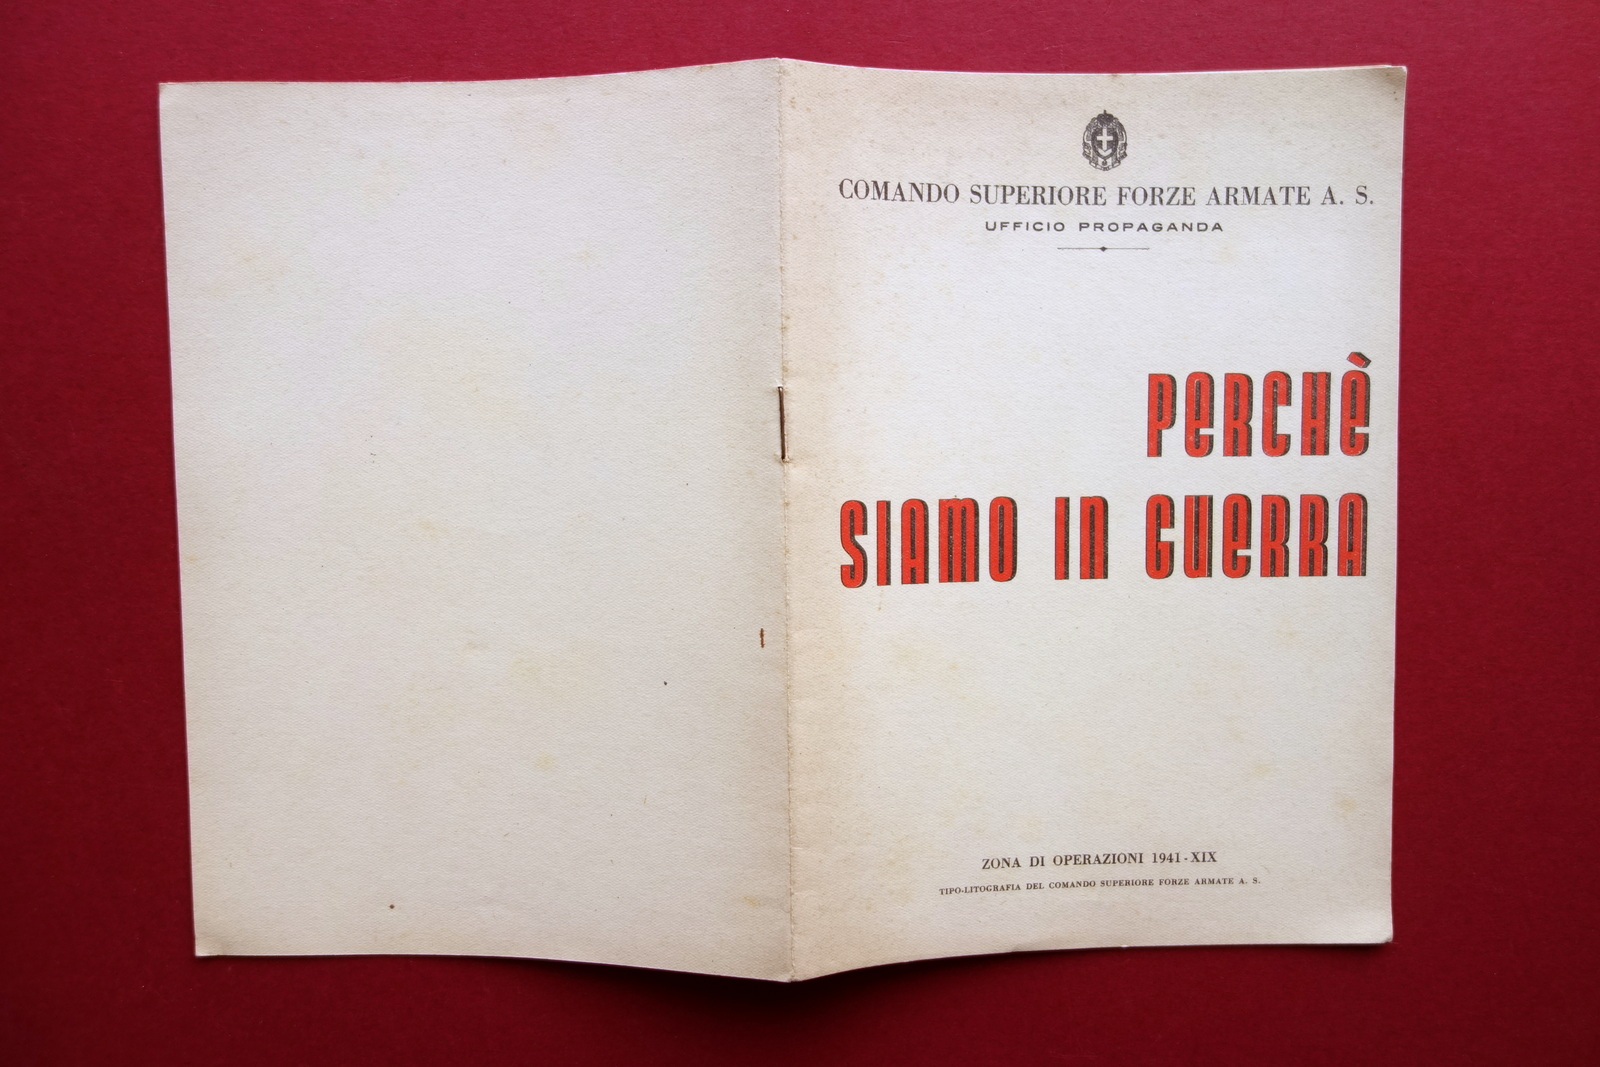 COMANDO SUPERIORE FORZE ARMATE A. S.
UFFICIO PROPAGANDA
PERCHÈ
SIAMO IN GUERRA
ZONA DI OPERAZIONI 1941-XIX
TIPO-LITOGRAFIA DEL COMANDO SUPERIORE FORZE ARMATE A. S.